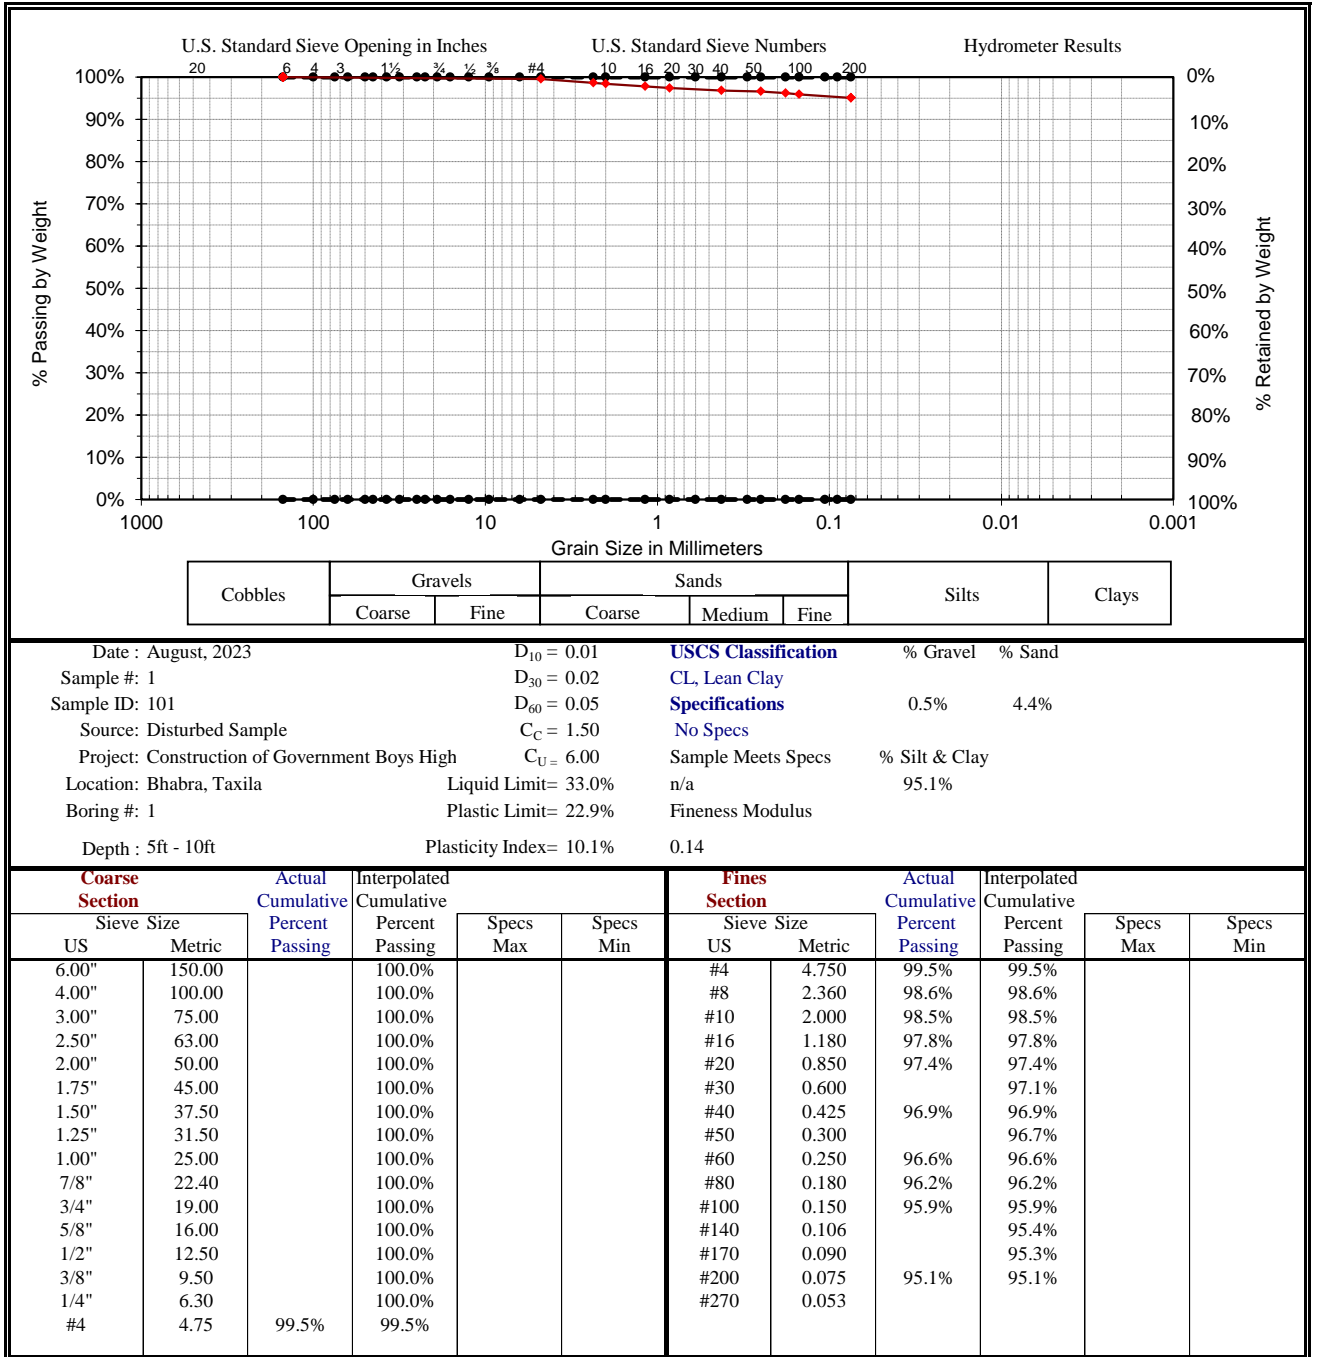 U.S. Standard Sieve Opening in Inches U.S. Standard Sieve Numbers Hydrometer Results
20 6 4 3 1½ ¾ ½ ⅜ #4 10 16 20 30 40 50 100 200
100% 0%
90% 10%
80% 20%
70% 30%
60% 40%
50% 50%
40% 60%
30% 70%
20% 80%
10% 90%
0% 100%
% Passing by Weight
% Retained by Weight
1000 100 10 1 0.1 0.01 0.001
Grain Size in Millimeters
Cobbles Gravels Sands Silts Clays
Coarse Fine Coarse Medium Fine
Date : August, 2023 D10 = 0.01 USCS Classification % Gravel % Sand
Sample #: 1 D30 = 0.02 CL, Lean Clay
Sample ID: 101 D60 = 0.05 Specifications 0.5% 4.4%
Source: Disturbed Sample CC = 1.50 No Specs
Project: Construction of Government Boys High CU = 6.00 Sample Meets Specs % Silt & Clay
Location: Bhabra, Taxila Liquid Limit= 33.0% n/a 95.1%
Boring #: 1 Plastic Limit= 22.9% Fineness Modulus
Depth : 5ft - 10ft Plasticity Index= 10.1% 0.14
Coarse Actual Interpolated Fines Actual Interpolated
Section Cumulative Cumulative Section Cumulative Cumulative
Sieve Size Percent Percent Specs Specs Sieve Size Percent Percent Specs Specs
US Metric Passing Passing Max Min US Metric Passing Passing Max Min
6.00" 150.00 100.0% #4 4.750 99.5% 99.5%
4.00" 100.00 100.0% #8 2.360 98.6% 98.6%
3.00" 75.00 100.0% #10 2.000 98.5% 98.5%
2.50" 63.00 100.0% #16 1.180 97.8% 97.8%
2.00" 50.00 100.0% #20 0.850 97.4% 97.4%
1.75" 45.00 100.0% #30 0.600 97.1%
1.50" 37.50 100.0% #40 0.425 96.9% 96.9%
1.25" 31.50 100.0% #50 0.300 96.7%
1.00" 25.00 100.0% #60 0.250 96.6% 96.6%
7/8" 22.40 100.0% #80 0.180 96.2% 96.2%
3/4" 19.00 100.0% #100 0.150 95.9% 95.9%
5/8" 16.00 100.0% #140 0.106 95.4%
1/2" 12.50 100.0% #170 0.090 95.3%
3/8" 9.50 100.0% #200 0.075 95.1% 95.1%
1/4" 6.30 100.0% #270 0.053
#4 4.75 99.5% 99.5%